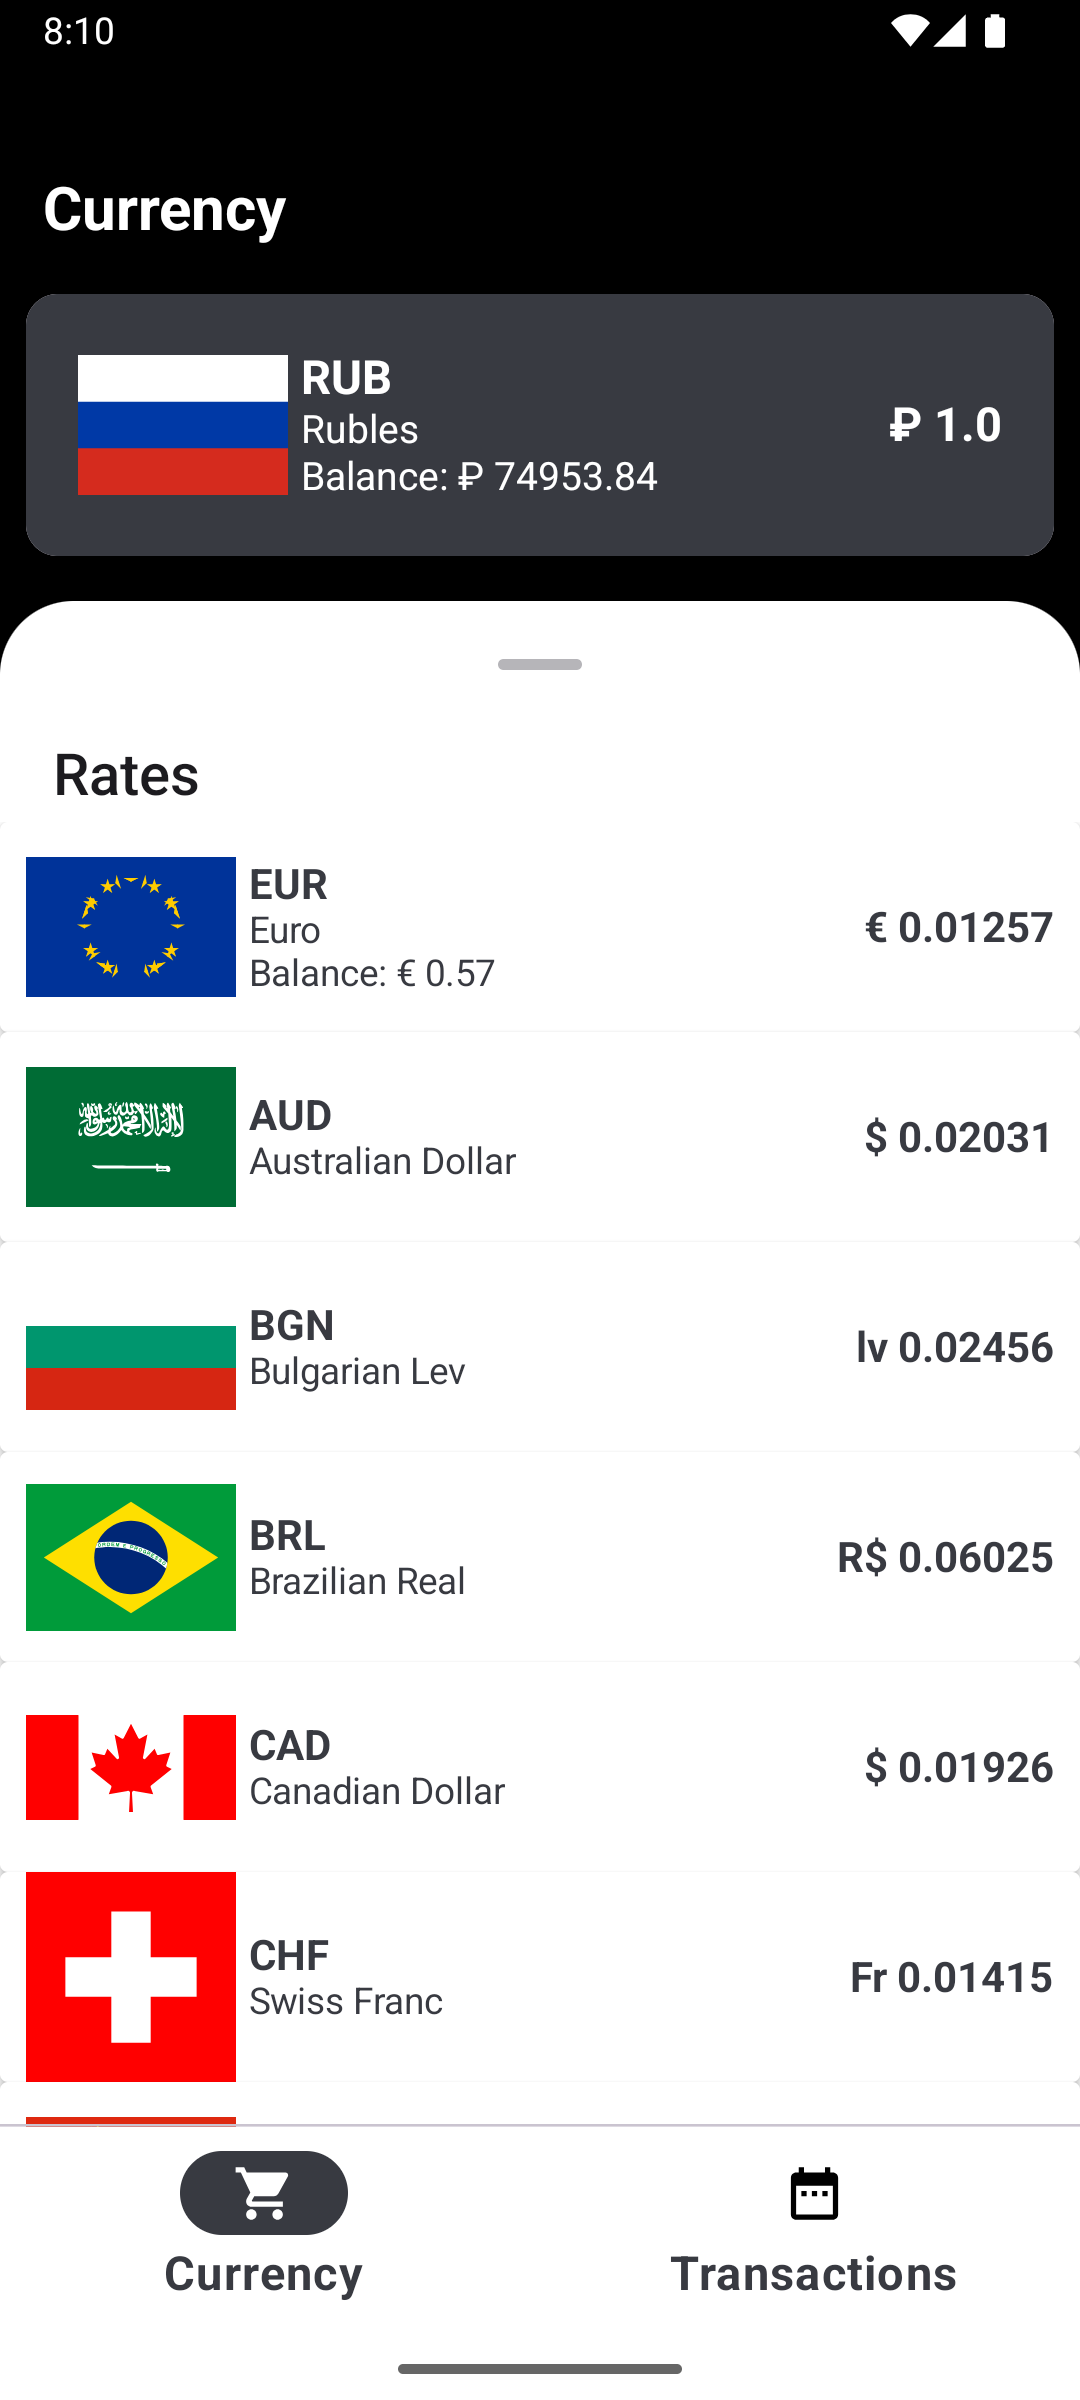 8:10
Currency
RUB
Rubles
Balance: ₽ 74953.84
₽ 1.0
Rates
EUR
Euro
Balance: € 0.57
€ 0.01257
AUD
Australian Dollar
$ 0.02031
BGN
Bulgarian Lev
lv 0.02456
BRL
Brazilian Real
R$ 0.06025
CAD
Canadian Dollar
$ 0.01926
CHF
Swiss Franc
Fr 0.01415
Currency
Transactions